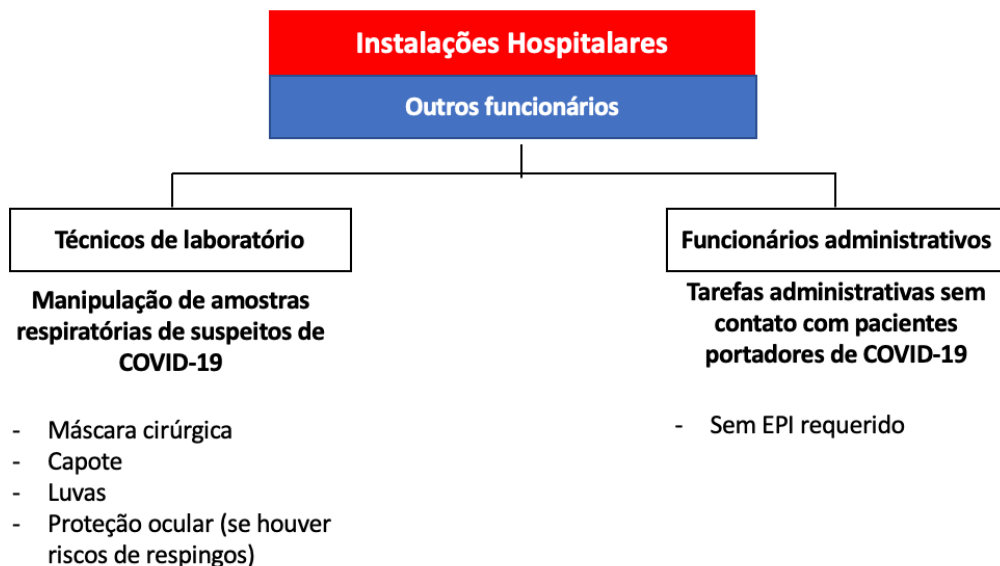 Instalações Hospitalares
Outros funcionários
Técnicos de laboratório
Manipulação de amostras
respiratórias de suspeitos de
COVID-19
- Máscara cirúrgica
- Capote
- Luvas
- Proteção ocular (se houver
riscos de respingos)
Funcionários administrativos
Tarefas administrativas sem
contato com pacientes
portadores de COVID-19
- Sem EPI requerido